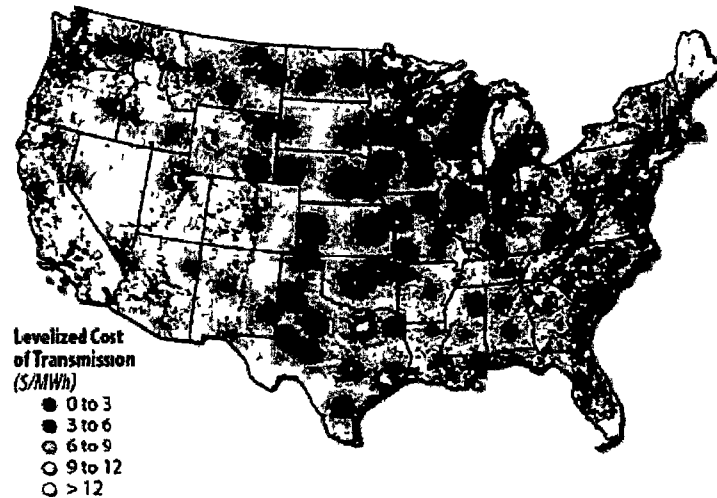 Levelized Cost
of Transmission
($/MWh)
0 to 3
3 to 6
6 to 9
9 to 12
> 12